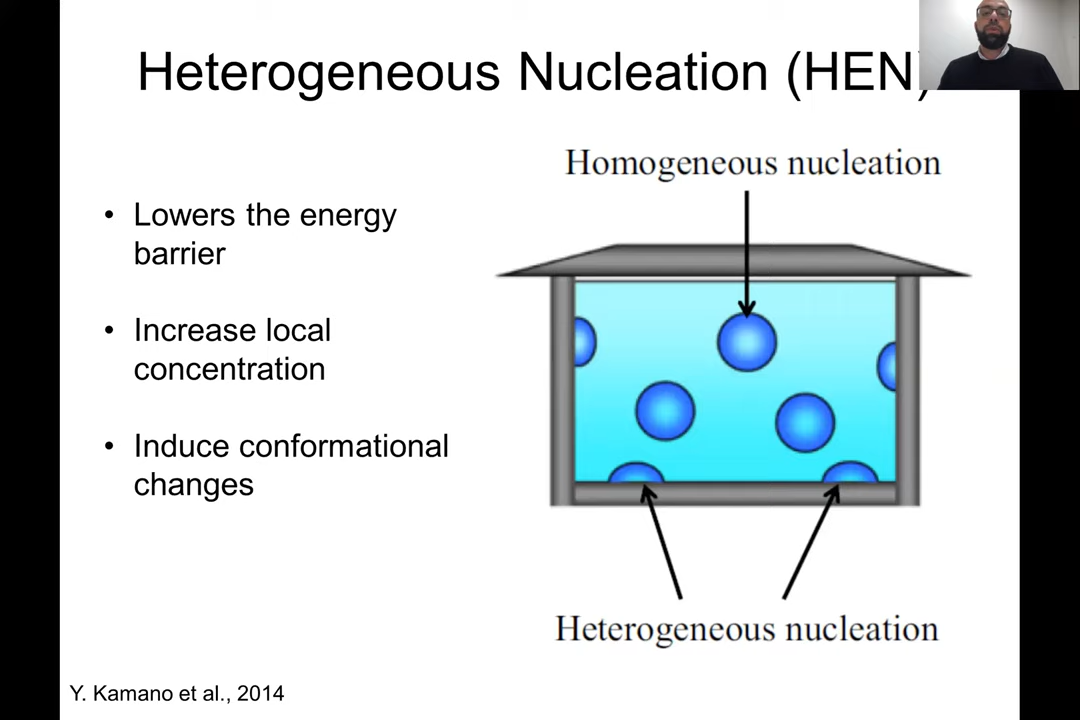 Heterogeneous Nucleation (HEN)
Homogeneous nucleation
• Lowers the energy
barrier
• Increase local
concentration
• Induce conformational
changes
Heterogeneous nucleation
Y. Kamano et al., 2014